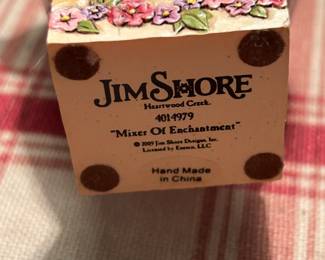 JIM SHORE
Heartwood Creek
4014979
"Mixer Of Enchantment"
© 2009 Jim Shore Designs, Inc.
Licensed by Enesco, LLC
Hand Made
in China